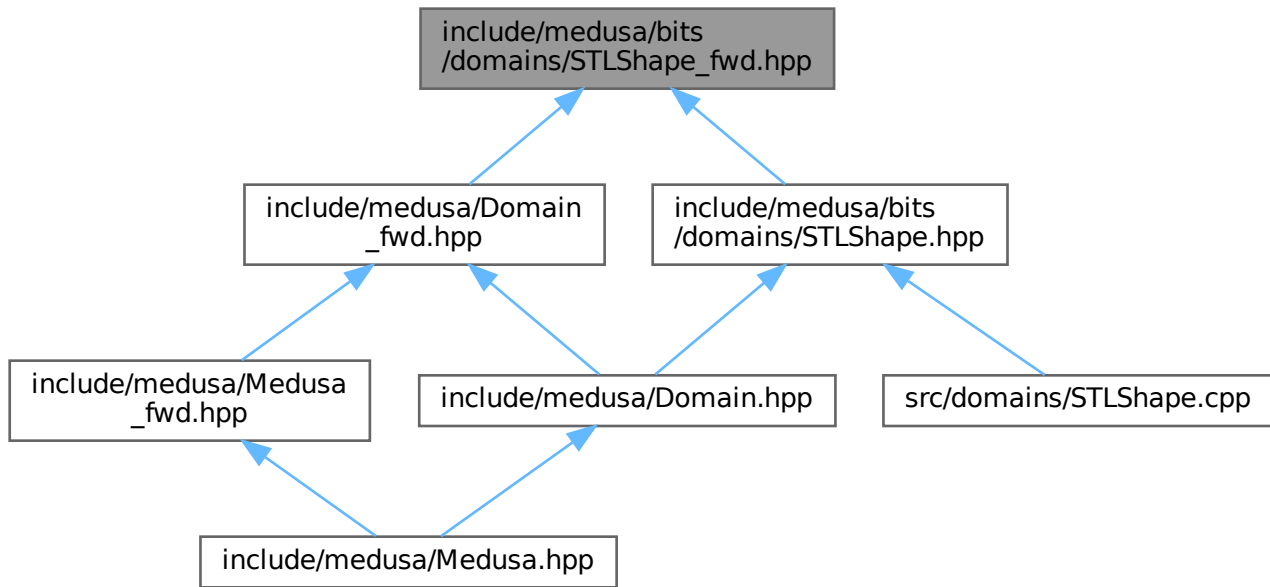 include/medusa/bits
/domains/STLShape_fwd.hpp
include/medusa/Domain
_fwd.hpp
include/medusa/bits
/domains/STLShape.hpp
include/medusa/Medusa
_fwd.hpp
include/medusa/Domain.hpp
src/domains/STLShape.cpp
include/medusa/Medusa.hpp